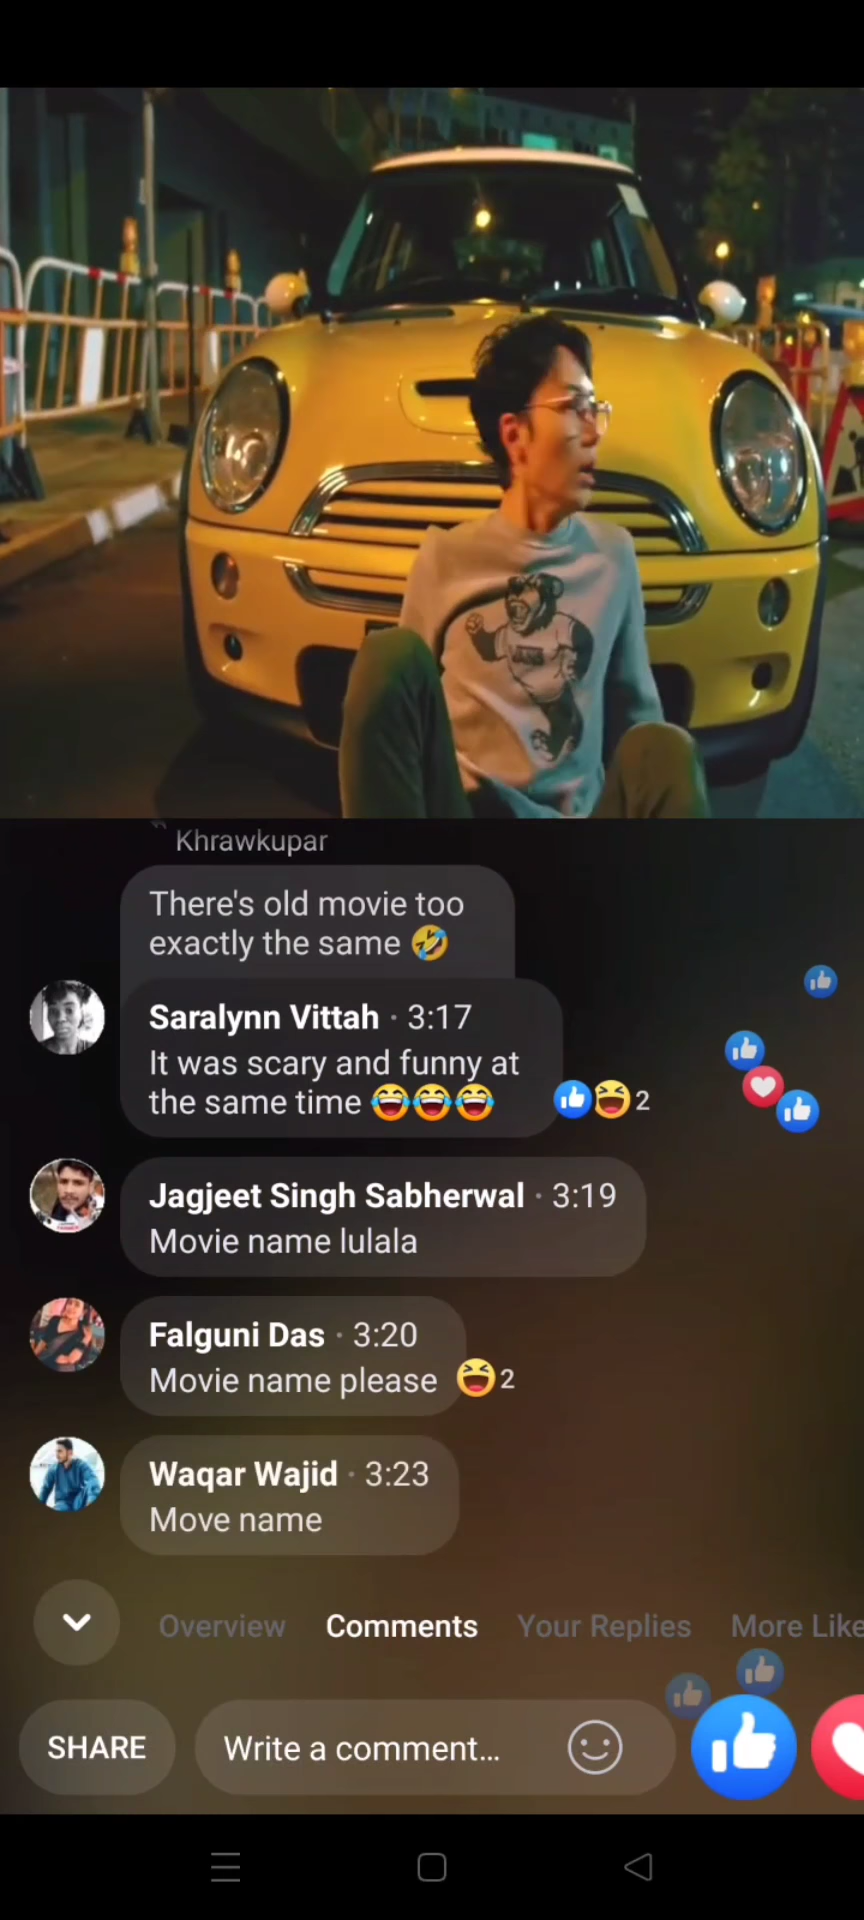 Khrawkupar
There's old movie too
exactly the same 🤣
Saralynn Vittah · 3:17
It was scary and funny at
the same time 😂😂😂
2
Jagjeet Singh Sabherwal · 3:19
Movie name lulala
Falguni Das · 3:20
Movie name please
2
Waqar Wajid · 3:23
Move name
Overview Comments Your Replies More Like
SHARE
Write a comment...